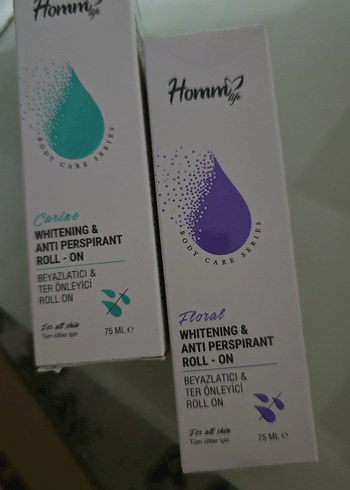 Homm
life
BODY CARE SERIES
Carine
WHITENING &
ANTI PERSPIRANT
ROLL - ON
BEYAZLATICI &
TER ÖNLEYİCİ
ROLL ON
For all skin
Tüm ciltler için
75 ML ℮
Homm
life
BODY CARE SERIES
Floral
WHITENING &
ANTI PERSPIRANT
ROLL - ON
BEYAZLATICI &
TER ÖNLEYİCİ
ROLL ON
For all skin
Tüm ciltler için
75 ML ℮